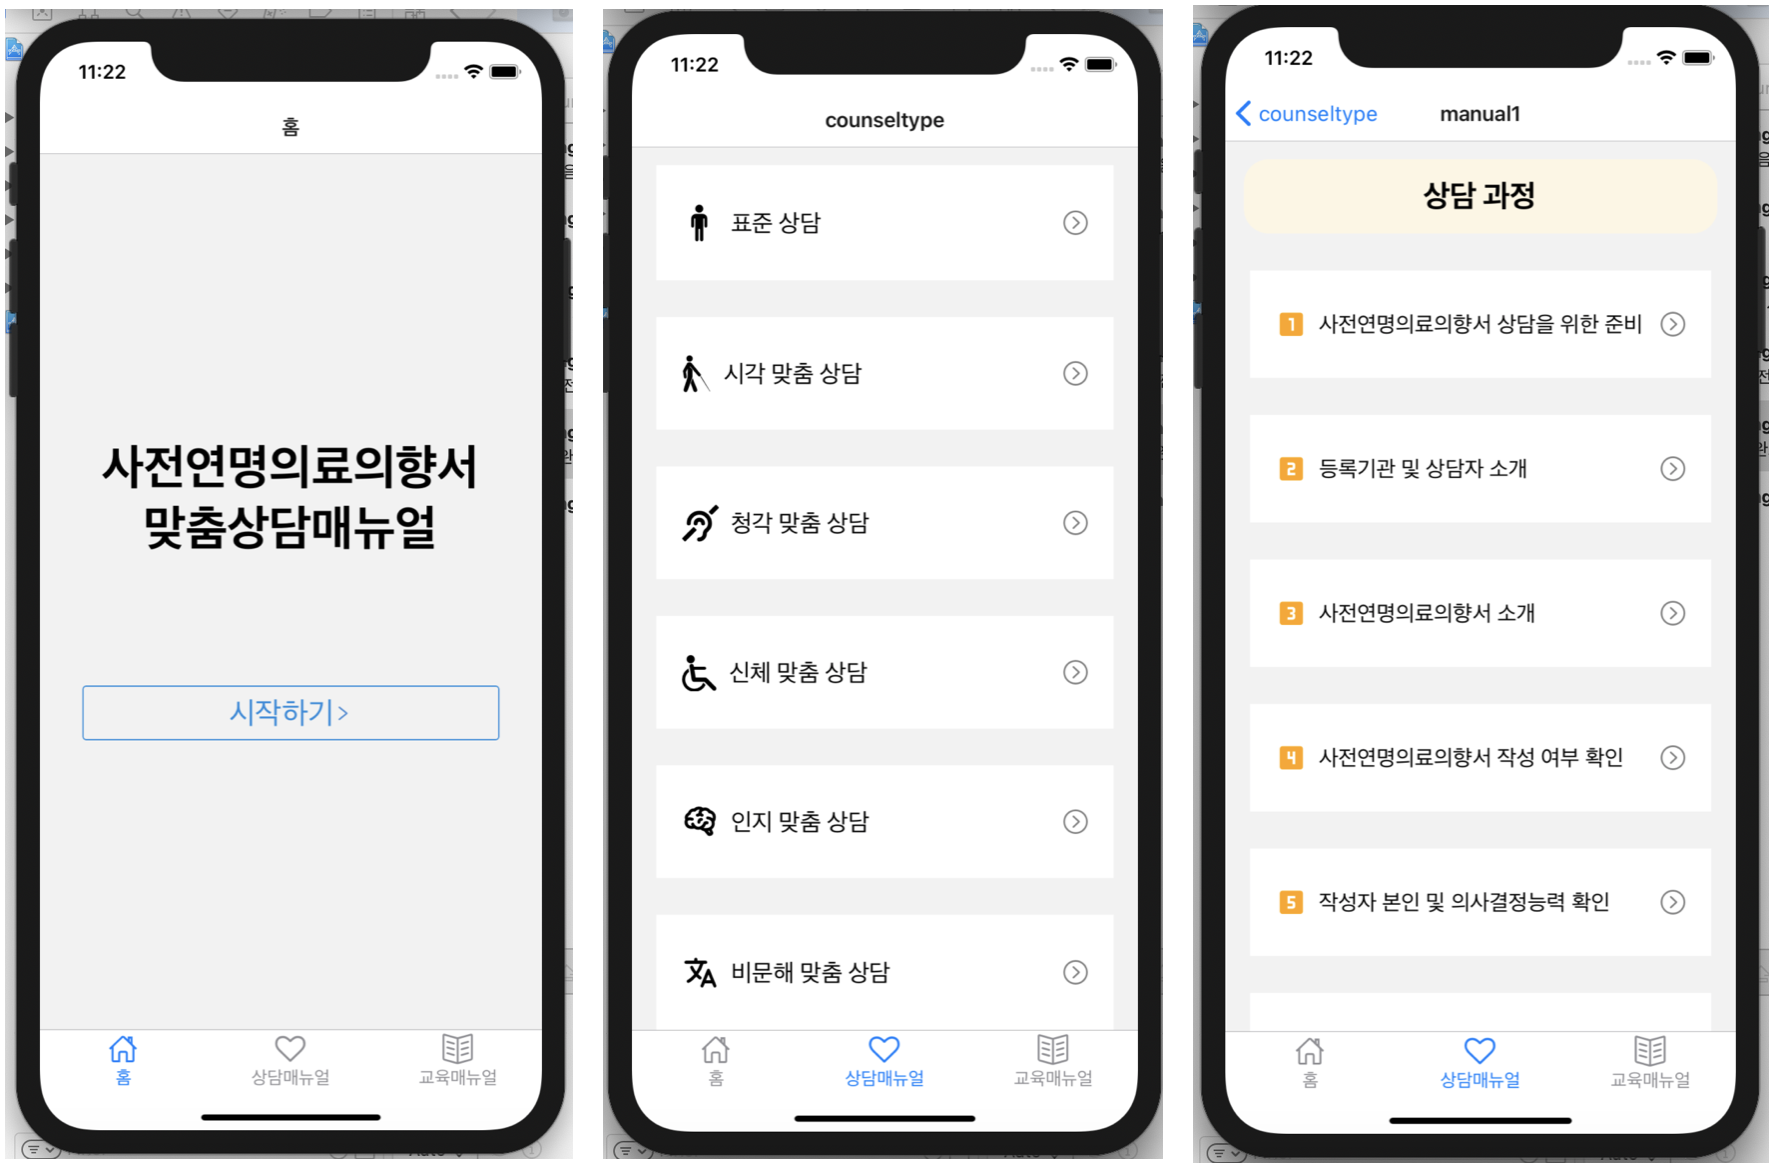 11:22
홈
사전연명의료의향서
맞춤상담매뉴얼
시작하기>
홈
상담매뉴얼
교육매뉴얼
11:22
counseltype
표준 상담
시각 맞춤 상담
청각 맞춤 상담
신체 맞춤 상담
인지 맞춤 상담
비문해 맞춤 상담
홈
상담매뉴얼
교육매뉴얼
11:22
counseltype
manual1
상담 과정
1 사전연명의료의향서 상담을 위한 준비
2 등록기관 및 상담자 소개
3 사전연명의료의향서 소개
4 사전연명의료의향서 작성 여부 확인
5 작성자 본인 및 의사결정능력 확인
홈
상담매뉴얼
교육매뉴얼